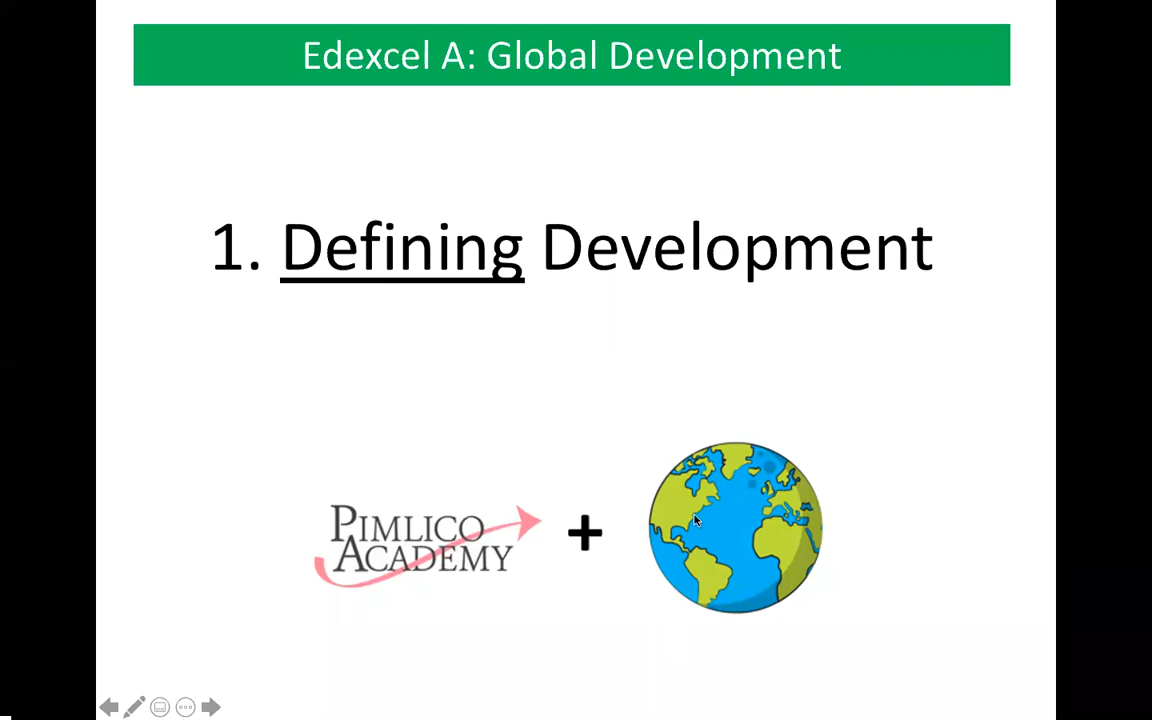 Edexcel A: Global Development
1. Defining Development
PIMLICO
ACADEMY
+